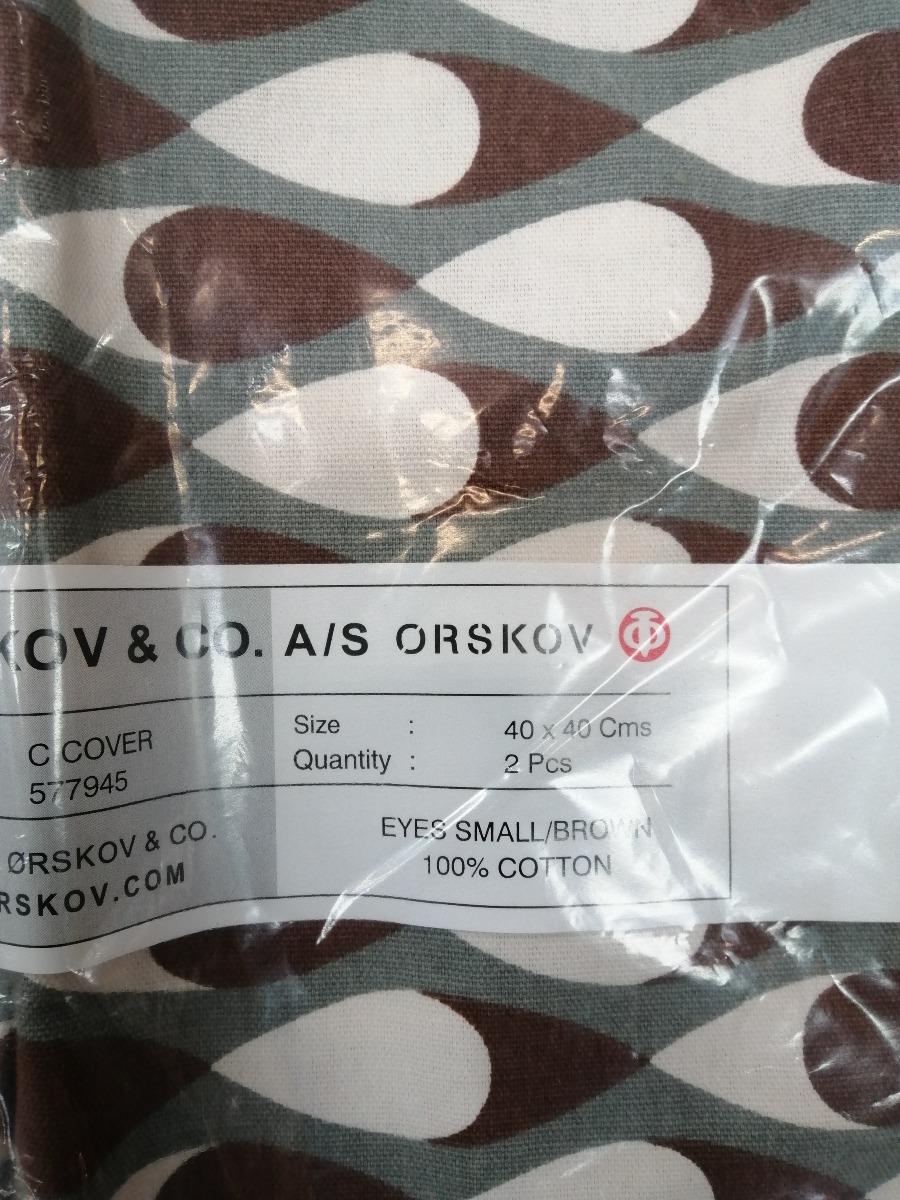 KOV & CO. A/S ØRSKOV
C COVER
577945
Size : 40 x 40 Cms
Quantity : 2 Pcs
ØRSKOV & CO.
RSKOV.COM
EYES SMALL/BROWN
100% COTTON